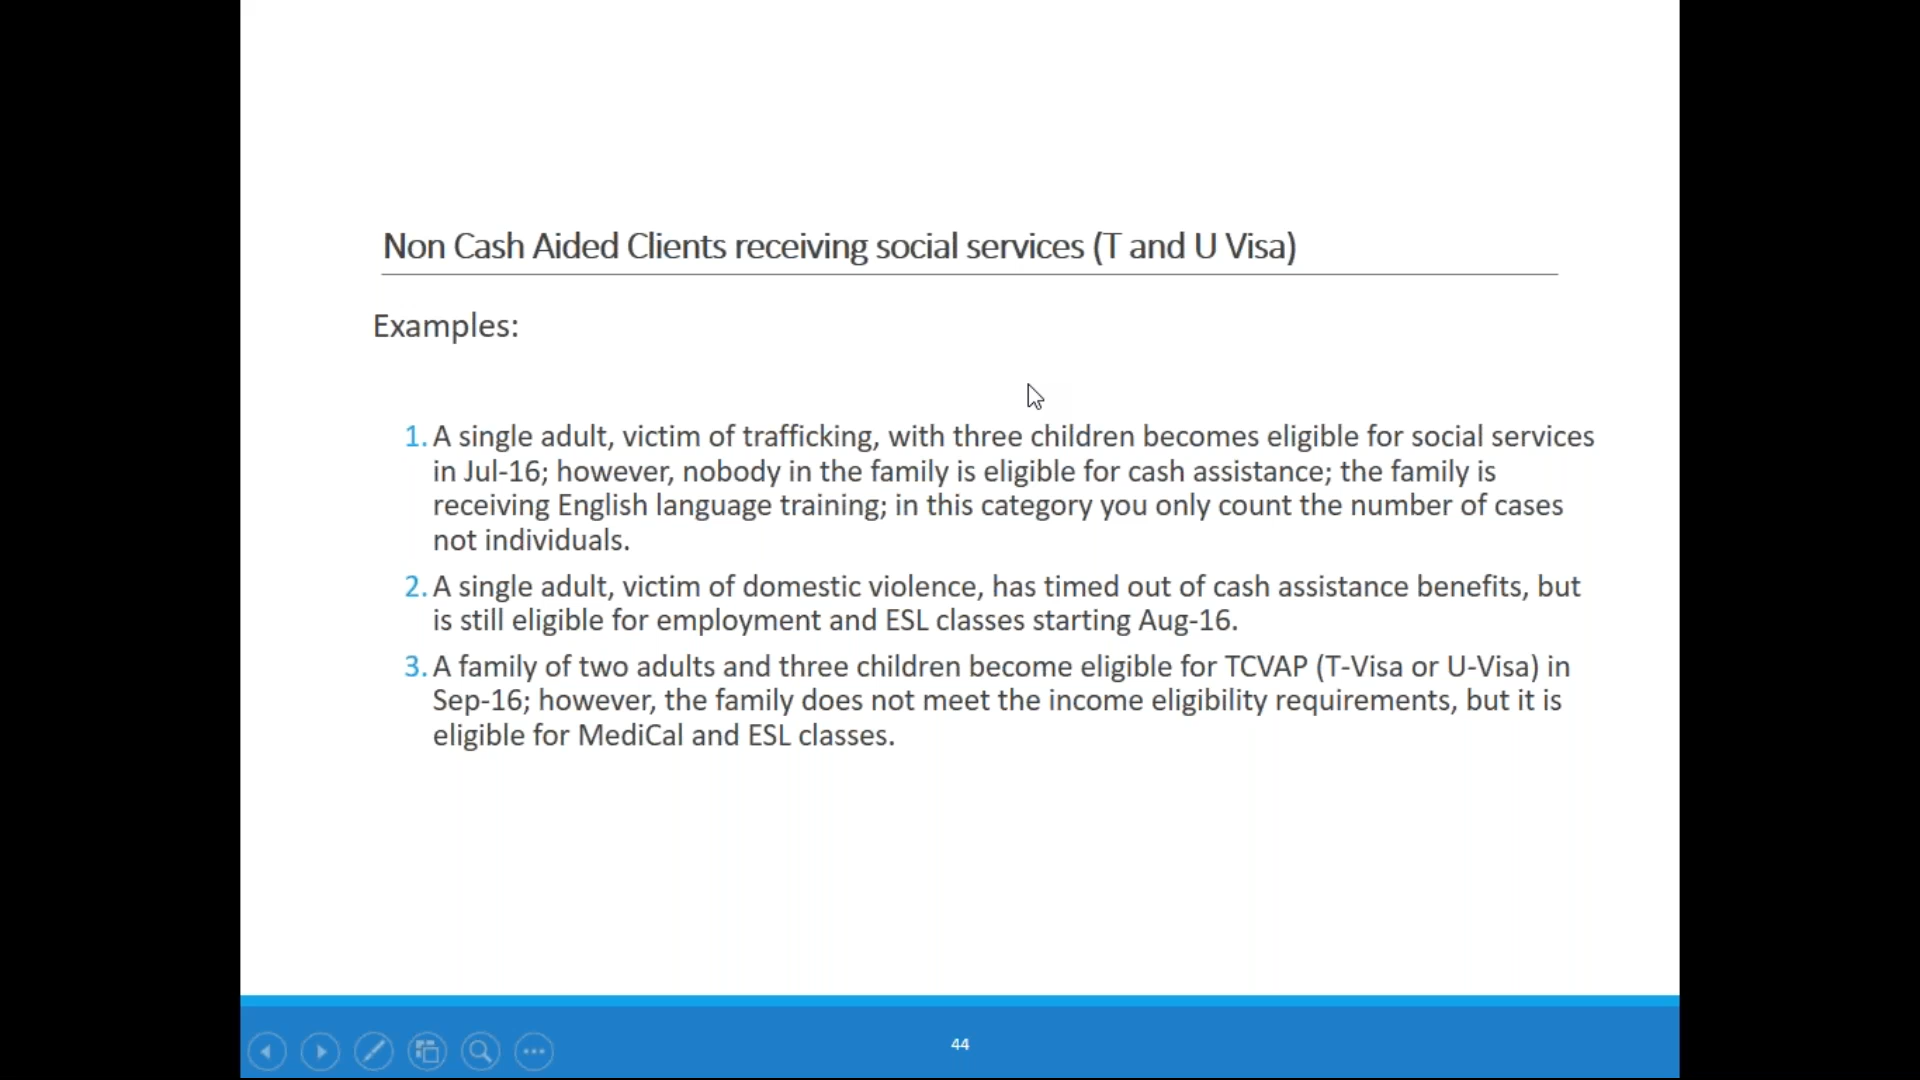 Non Cash Aided Clients receiving social services (T and U Visa)
Examples:
1. A single adult, victim of trafficking, with three children becomes eligible for social services
in Jul-16; however, nobody in the family is eligible for cash assistance; the family is
receiving English language training; in this category you only count the number of cases
not individuals.
2. A single adult, victim of domestic violence, has timed out of cash assistance benefits, but
is still eligible for employment and ESL classes starting Aug-16.
3. A family of two adults and three children become eligible for TCVAP (T-Visa or U-Visa) in
Sep-16; however, the family does not meet the income eligibility requirements, but it is
eligible for MediCal and ESL classes.
44